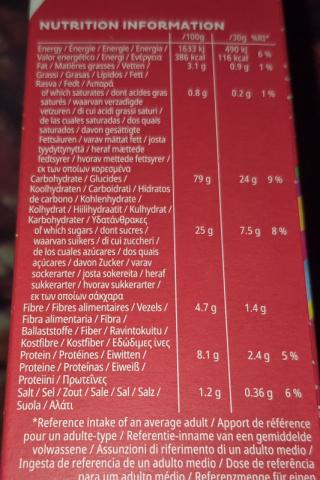 NUTRITION INFORMATION
/100g /30g %RI*
Energy / Énergie / Energie / Energia / 1633 kJ 490 kJ 6 %
Valor energético / Energi / Ενέργεια 386 kcal 116 kcal
Fat / Matières grasses / Vetten / 3.1 g 0.9 g 1 %
Grassi / Grasas / Lípidos / Fett /
Rasva / Fedt / Λιπαρά
of which saturates / dont acides gras 0.8 g 0.2 g 1 %
saturés / waarvan verzadigde
vetzuren / di cui acidi grassi saturi /
de las cuales saturadas / dos quais
saturados / davon gesättigte
Fettsäuren / varav mättat fett / josta
tyydyttynyttä / heraf mættede
fedtsyrer / hvorav mettede fettsyrer /
εκ των οποίων κορεσμένα
Carbohydrate / Glucides / 79 g 24 g 9 %
Koolhydraten / Carboidrati / Hidratos
de carbono / Kohlenhydrate /
Kolhydrat / Hiilihydraatit / Kulhydrat /
Karbohydrater / Υδατάνθρακες
of which sugars / dont sucres / 25 g 7.5 g 8 %
waarvan suikers / di cui zuccheri /
de los cuales azúcares / dos quais
açúcares / davon Zucker / varav
sockerarter / josta sokereita / heraf
sukkerarter / hvorav sukkerarter /
εκ των οποίων σάκχαρα
Fibre / Fibres alimentaires / Vezels / 4.7 g 1.4 g
Fibra alimentaria / Fibra /
Ballaststoffe / Fiber / Ravintokuitu /
Kostfibre / Kostfiber / Εδώδιμες ίνες
Protein / Protéines / Eiwitten / 8.1 g 2.4 g 5 %
Proteine / Proteínas / Eiweiß /
Proteiini / Πρωτεΐνες
Salt / Sel / Zout / Sale / Sal / Salz / 1.2 g 0.36 g 6 %
Suola / Αλάτι
*Reference intake of an average adult / Apport de référence
pour un adulte-type / Referentie-inname van een gemiddelde
volwassene / Assunzioni di riferimento di un adulto medio /
Ingesta de referencia de un adulto medio / Dose de referência
para um adulto médio / Referenzmenge für einen